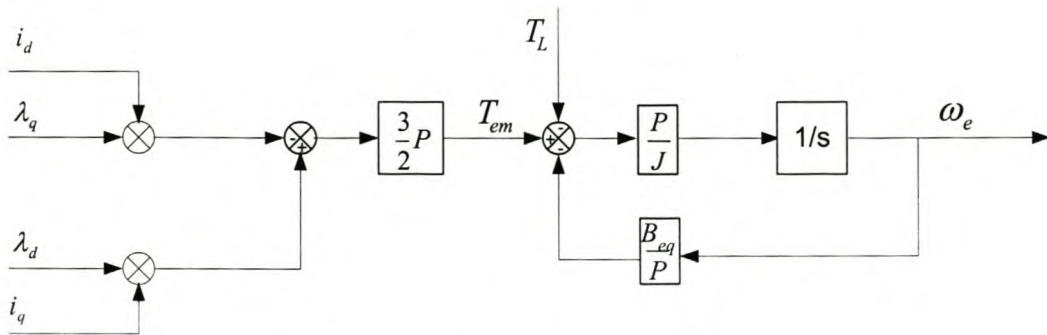 i_d
T_L
λ_q
3/2 P
T_em
P/J
1/s
ω_e
-
+
+
-
-
λ_d
B_eq/P
i_q